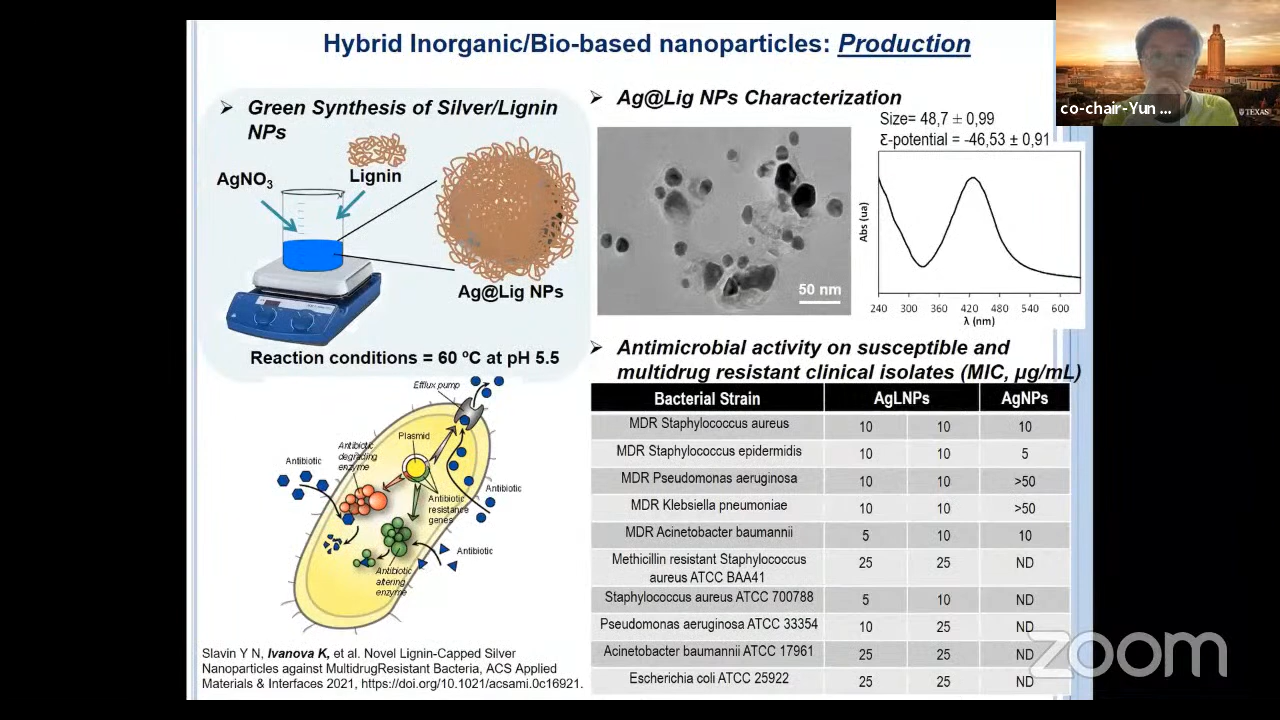 Hybrid Inorganic/Bio-based nanoparticles: Production
➢ Green Synthesis of Silver/Lignin
NPs
AgNO3
Lignin
Ag@Lig NPs
Reaction conditions = 60 ºC at pH 5.5
➢ Ag@Lig NPs Characterization
Size= 48,7 ± 0,99
Ƹ-potential = -46,53 ± 0,91
50 nm
Abs (ua)
240 300 360 420 480 540 600
λ (nm)
➢ Antimicrobial activity on susceptible and
multidrug resistant clinical isolates (MIC, µg/mL)
Bacterial Strain AgLNPs AgNPs
MDR Staphylococcus aureus 10 10 10
MDR Staphylococcus epidermidis 10 10 5
MDR Pseudomonas aeruginosa 10 10 >50
MDR Klebsiella pneumoniae 10 10 >50
MDR Acinetobacter baumannii 5 10 10
Methicillin resistant Staphylococcus
aureus ATCC BAA41 25 25 ND
Staphylococcus aureus ATCC 700788 5 10 ND
Pseudomonas aeruginosa ATCC 33354 10 25 ND
Acinetobacter baumannii ATCC 17961 25 25 ND
Escherichia coli ATCC 25922 25 25 ND
Efflux pump
Plasmid
Antibiotic
degrading
enzyme
Antibiotic
Antibiotic
Antibiotic
resistance
genes
Antibiotic
Antibiotic
altering
enzyme
Slavin Y N, Ivanova K, et al. Novel Lignin-Capped Silver
Nanoparticles against MultidrugResistant Bacteria, ACS Applied
Materials & Interfaces 2021, https://doi.org/10.1021/acsami.0c16921.
co-chair-Yun ...
TEXAS
zoom